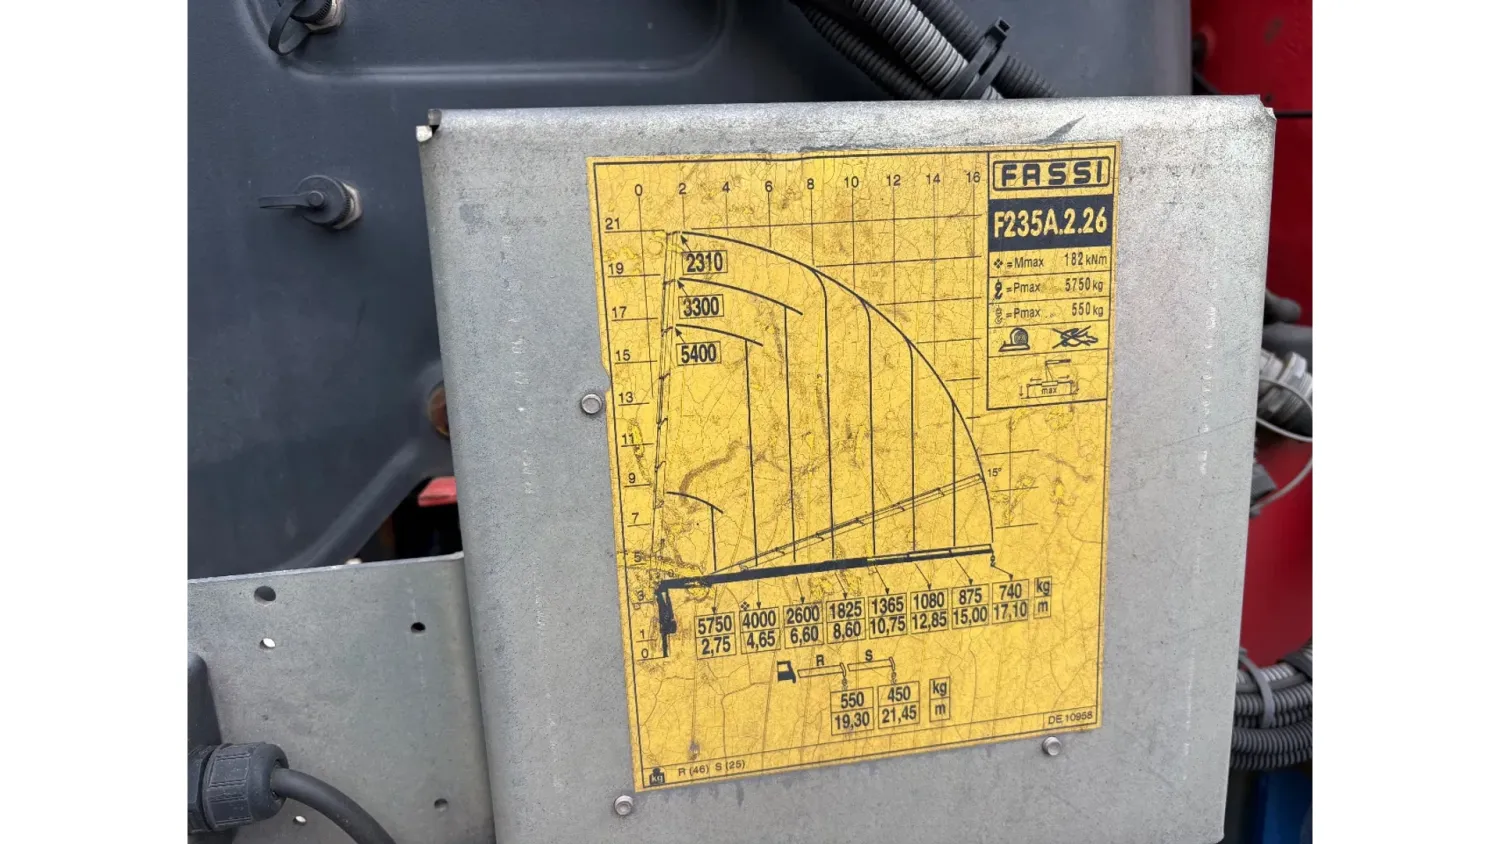 0 2 4 6 8 10 12 14 16
FASSI
F235A.2.26
= Mmax 182 kNm
= Pmax 5750 kg
= Pmax 550 kg
max
21
19
17
15
13
11
9
7
5
3
1
0
2310
3300
5400
15°
5750 4000 2600 1825 1365 1080 875 740 kg
2,75 4,65 6,60 8,60 10,75 12,85 15,00 17,10 m
R S
550 450 kg
19,30 21,45 m
DE10958
kg R (46) S (25)